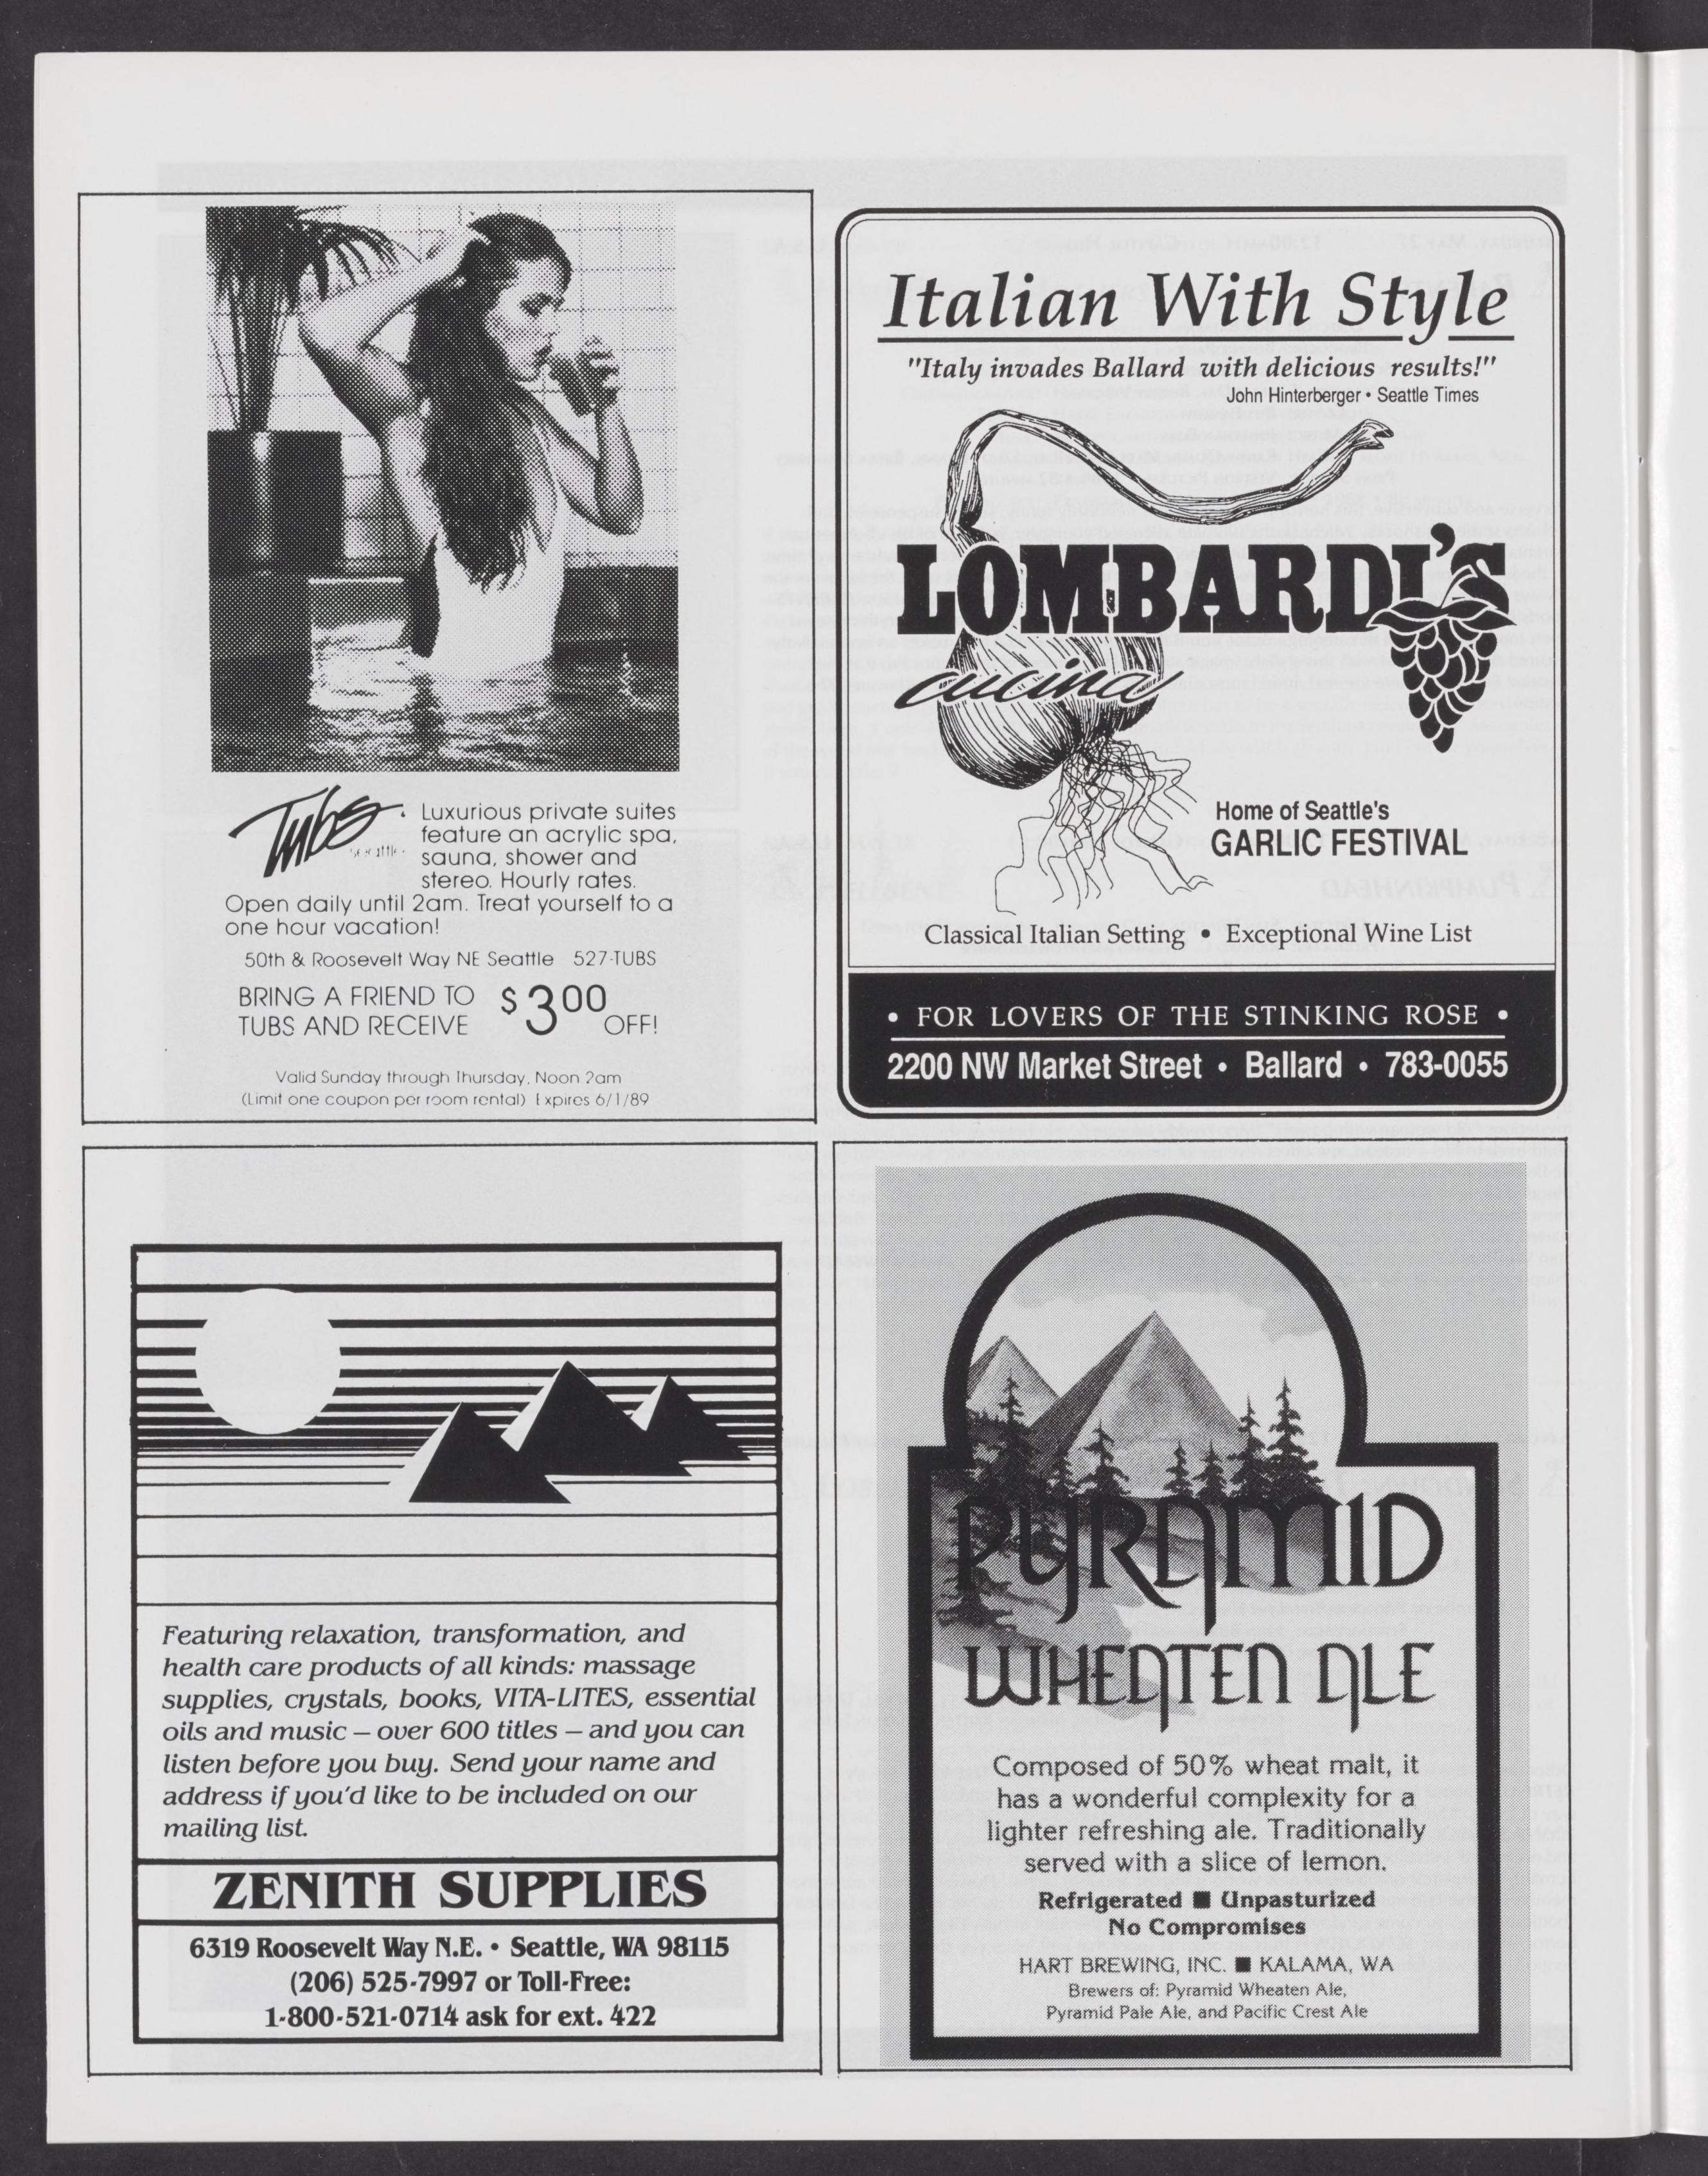 Tubs
Seattle
Luxurious private suites
feature an acrylic spa,
sauna, shower and
stereo. Hourly rates.
Open daily until 2am. Treat yourself to a
one hour vacation!
50th & Roosevelt Way NE Seattle 527-TUBS
BRING A FRIEND TO
TUBS AND RECEIVE
$3.00 OFF!
Valid Sunday through Thursday, Noon 2am
(Limit one coupon per room rental) Expires 6/1/89
Italian With Style
"Italy invades Ballard with delicious results!"
John Hinterberger • Seattle Times
LOMBARDI'S
cucina
Home of Seattle's
GARLIC FESTIVAL
Classical Italian Setting • Exceptional Wine List
• FOR LOVERS OF THE STINKING ROSE •
2200 NW Market Street • Ballard • 783-0055
Featuring relaxation, transformation, and
health care products of all kinds: massage
supplies, crystals, books, VITA-LITES, essential
oils and music – over 600 titles – and you can
listen before you buy. Send your name and
address if you'd like to be included on our
mailing list.
ZENITH SUPPLIES
6319 Roosevelt Way N.E. • Seattle, WA 98115
(206) 525-7997 or Toll-Free:
1-800-521-0714 ask for ext. 422
PYRAMID
WHEATEN ALE
Composed of 50% wheat malt, it
has a wonderful complexity for a
lighter refreshing ale. Traditionally
served with a slice of lemon.
Refrigerated ■ Unpasturized
No Compromises
HART BREWING, INC. ■ KALAMA, WA
Brewers of: Pyramid Wheaten Ale,
Pyramid Pale Ale, and Pacific Crest Ale